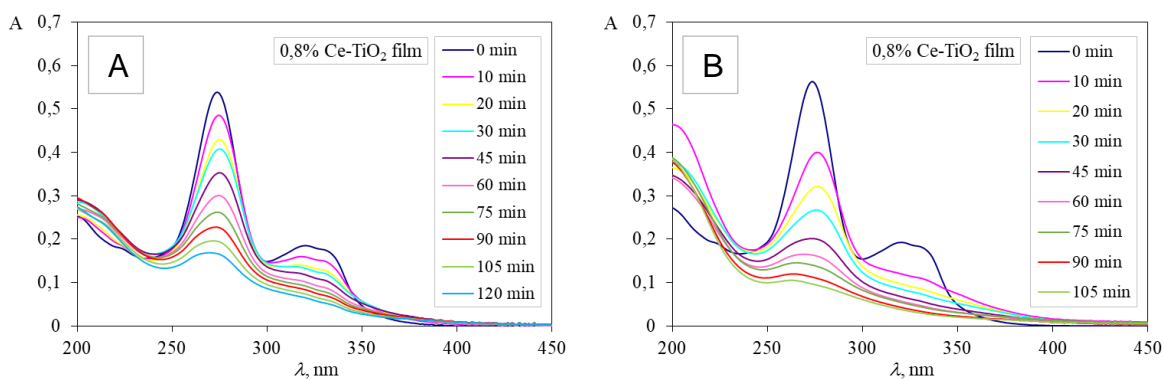 A
0,7
0,6
0,5
0,4
0,3
0,2
0,1
0
200
250
300
350
400
450
λ, nm
A
0,8% Ce-TiO2 film
0 min
10 min
20 min
30 min
45 min
60 min
75 min
90 min
105 min
120 min
A
0,7
0,6
0,5
0,4
0,3
0,2
0,1
0
200
250
300
350
400
450
λ, nm
B
0,8% Ce-TiO2 film
0 min
10 min
20 min
30 min
45 min
60 min
75 min
90 min
105 min